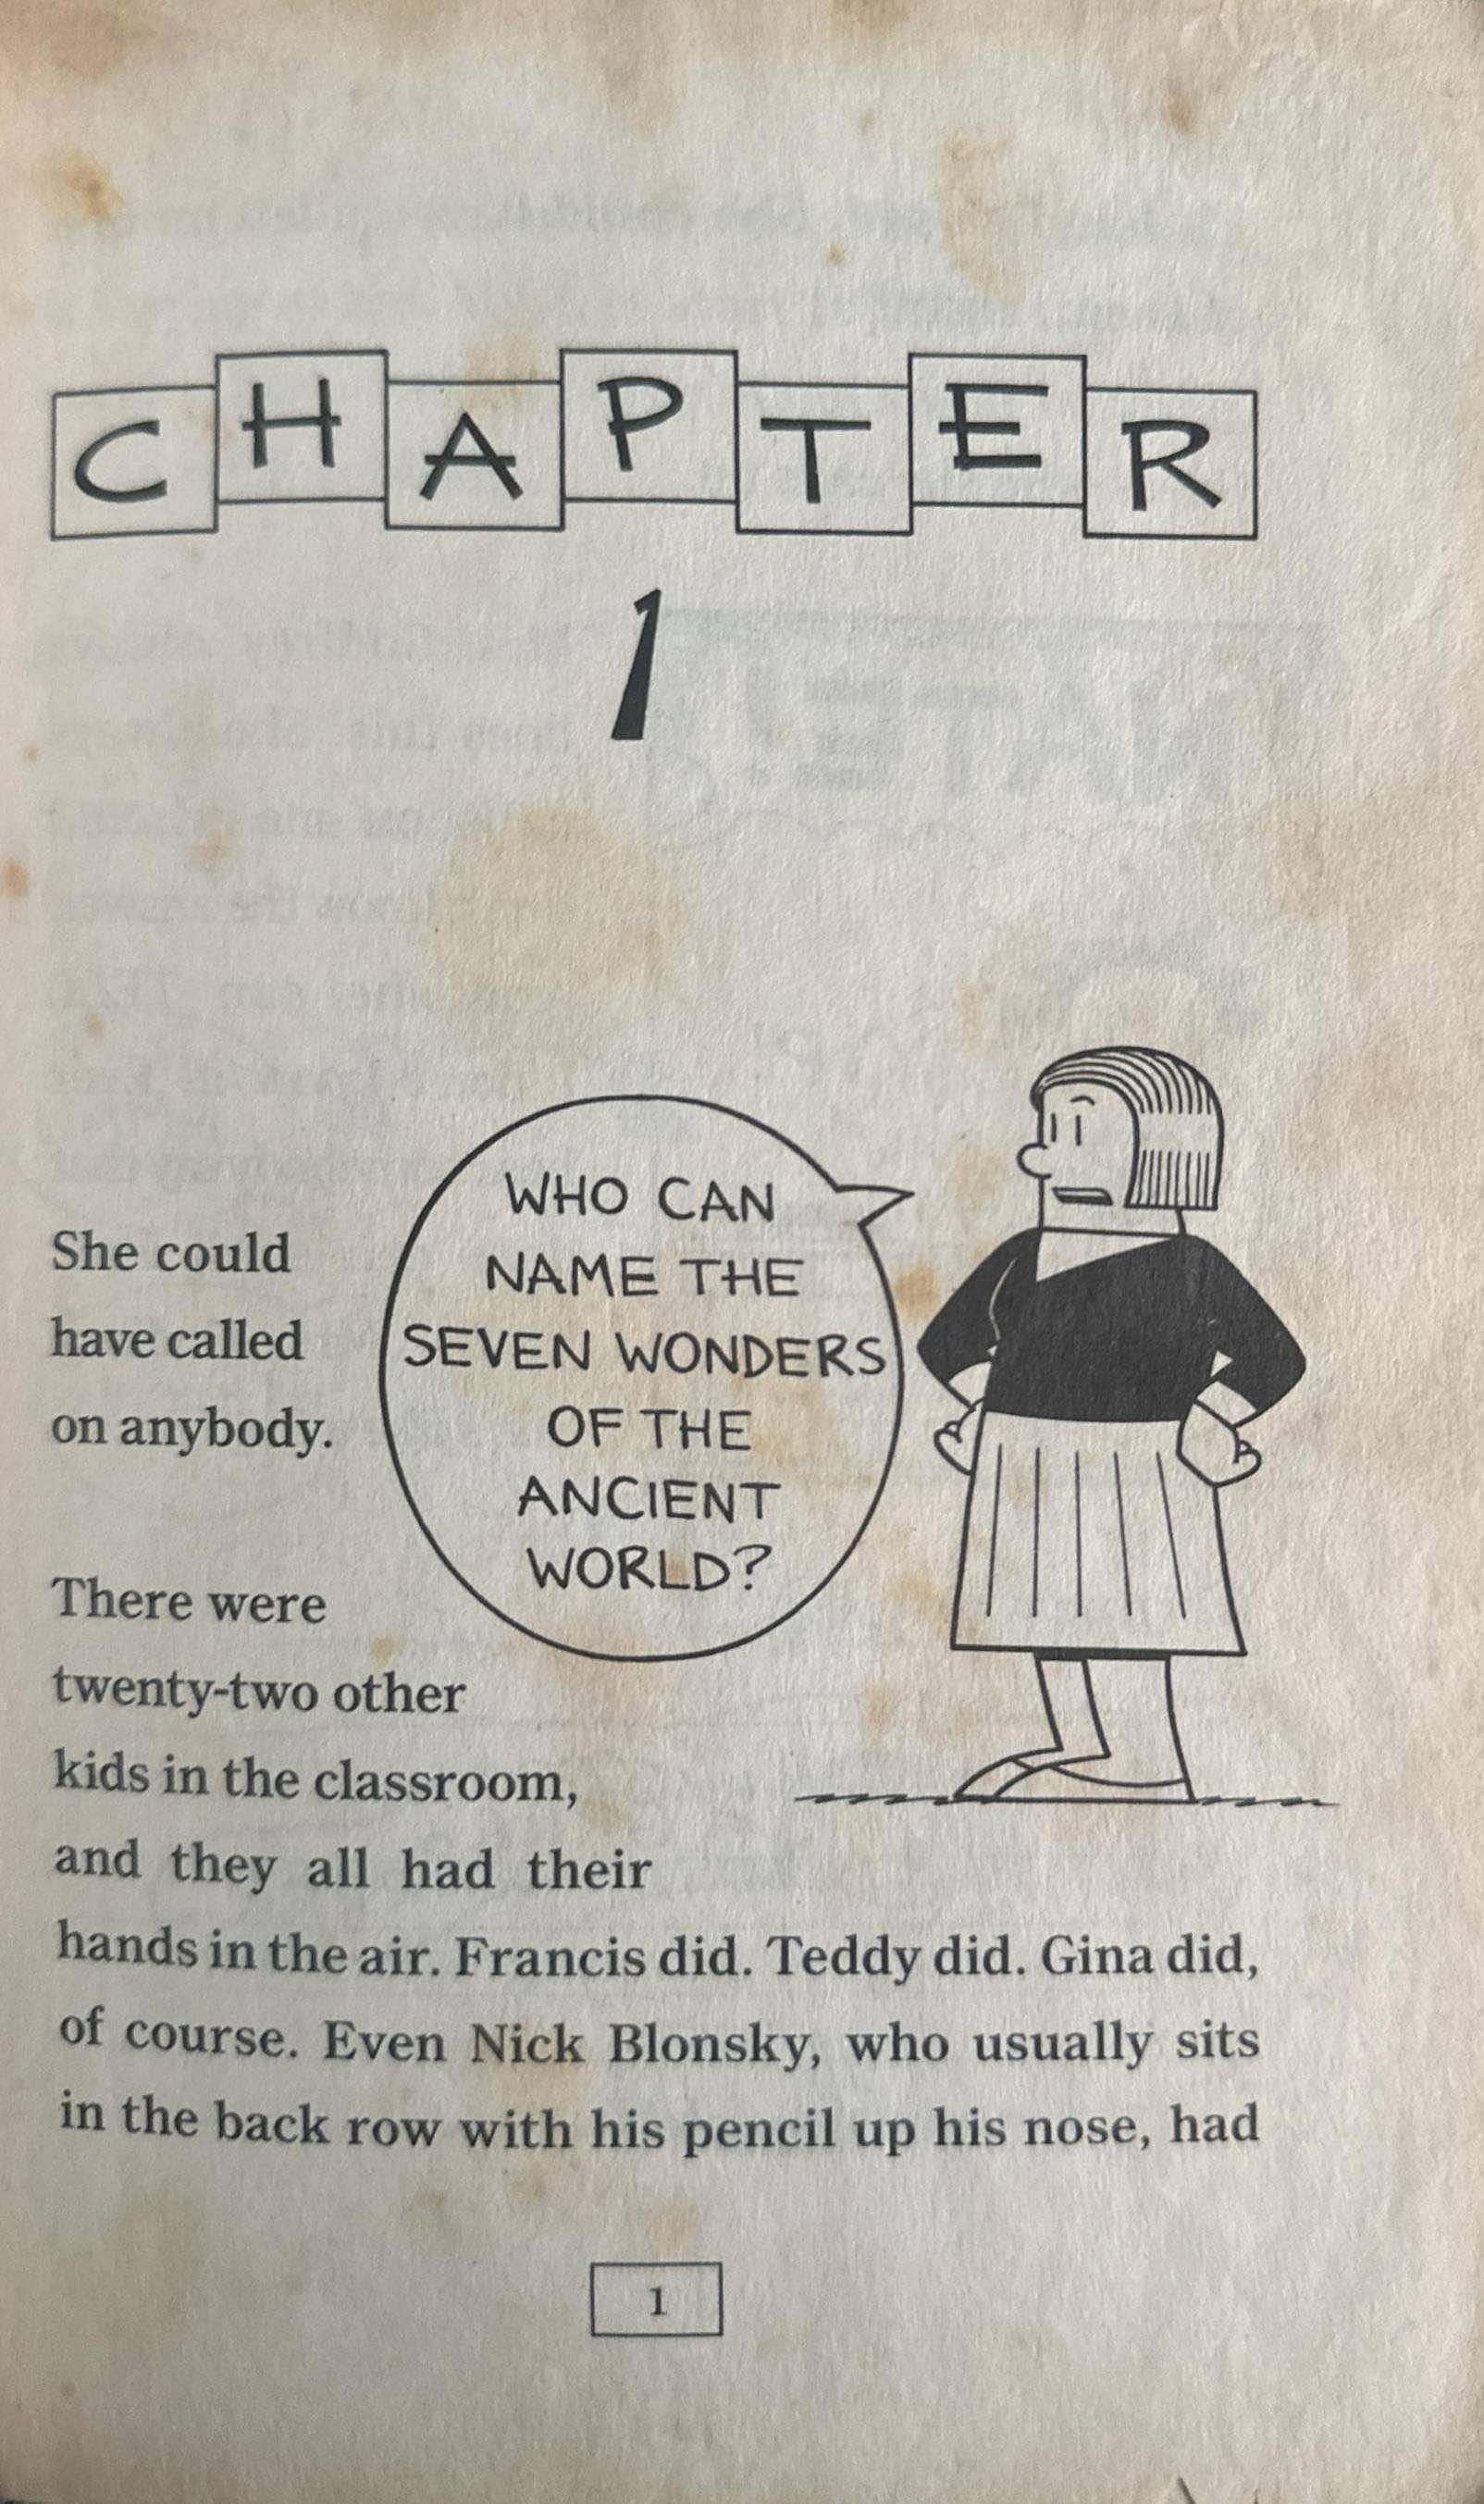 CHAPTER
1
WHO CAN
NAME THE
SEVEN WONDERS
OF THE
ANCIENT
WORLD?
She could
have called
on anybody.
There were
twenty-two other
kids in the classroom,
and they all had their
hands in the air. Francis did. Teddy did. Gina did,
of course. Even Nick Blonsky, who usually sits
in the back row with his pencil up his nose, had
1